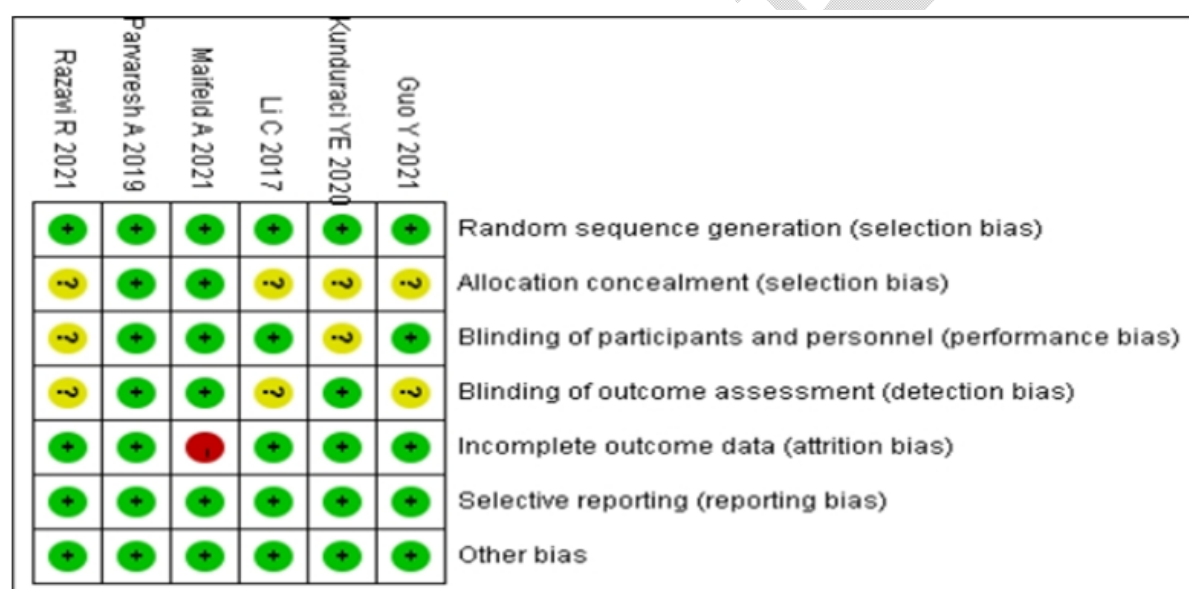 Razavi R 2021
Parvaresh A 2019
Maifeld A 2021
Li C 2017
Kunduraci YE 2020
Guo Y 2021
+ + + + + + Random sequence generation (selection bias)
? + + ? ? ? Allocation concealment (selection bias)
? + + + ? + Blinding of participants and personnel (performance bias)
? + + ? + ? Blinding of outcome assessment (detection bias)
+ + - + + + Incomplete outcome data (attrition bias)
+ + + + + + Selective reporting (reporting bias)
+ + + + + + Other bias